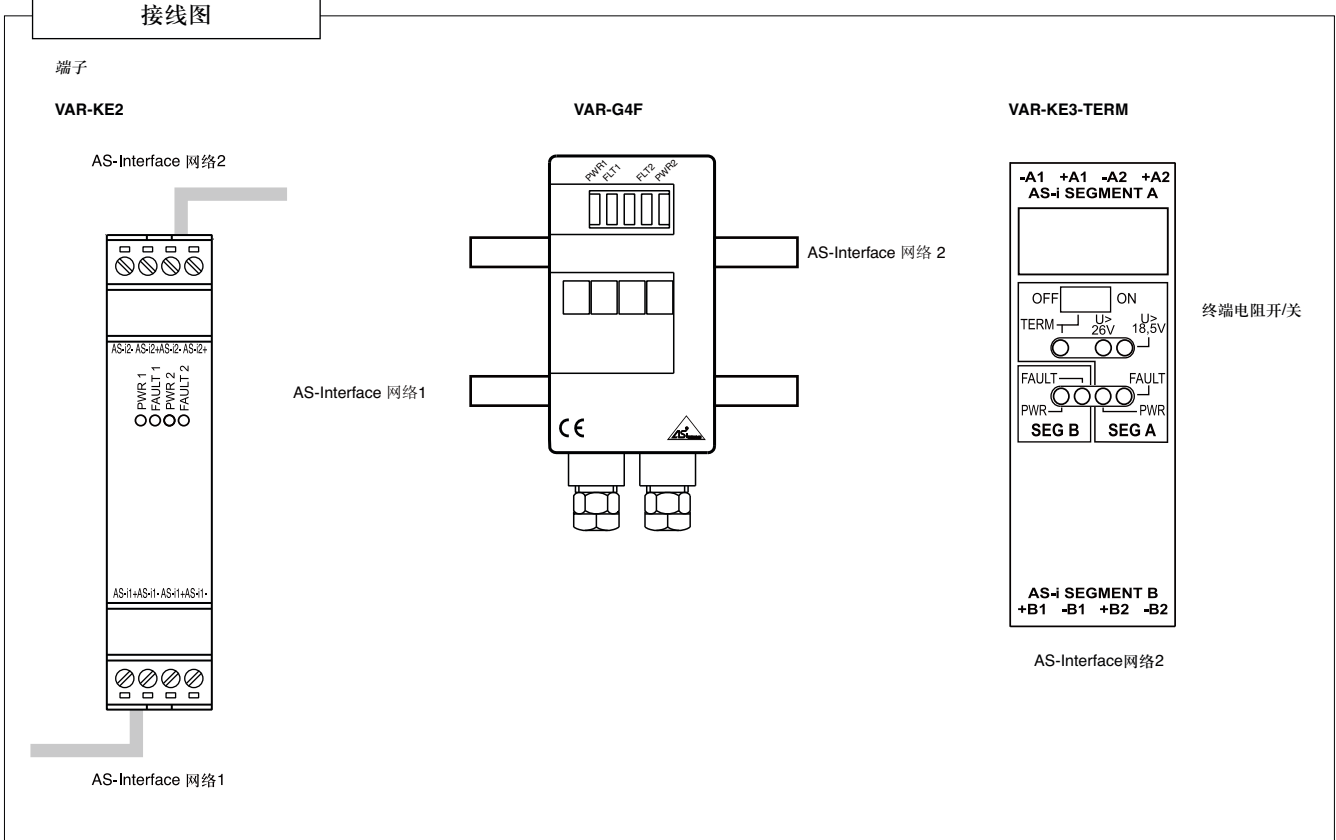 接线图
端子
VAR-KE2
AS-Interface 网络2
AS-i2- AS-i2+AS-i2- AS-i2+
PWR 1
FAULT 1
PWR 2
FAULT 2
AS-i1+AS-i1- AS-i1+AS-i1-
AS-Interface 网络1
VAR-G4F
PWR1
FLT1
FLT2
PWR2
AS-Interface 网络 2
AS-Interface 网络1
CE
VAR-KE3-TERM
-A1 +A1 -A2 +A2
AS-i SEGMENT A
OFF ON
TERM U> 26V U> 18,5V
终端电阻开/关
FAULT FAULT
PWR PWR
SEG B SEG A
AS-i SEGMENT B
+B1 -B1 +B2 -B2
AS-Interface网络2